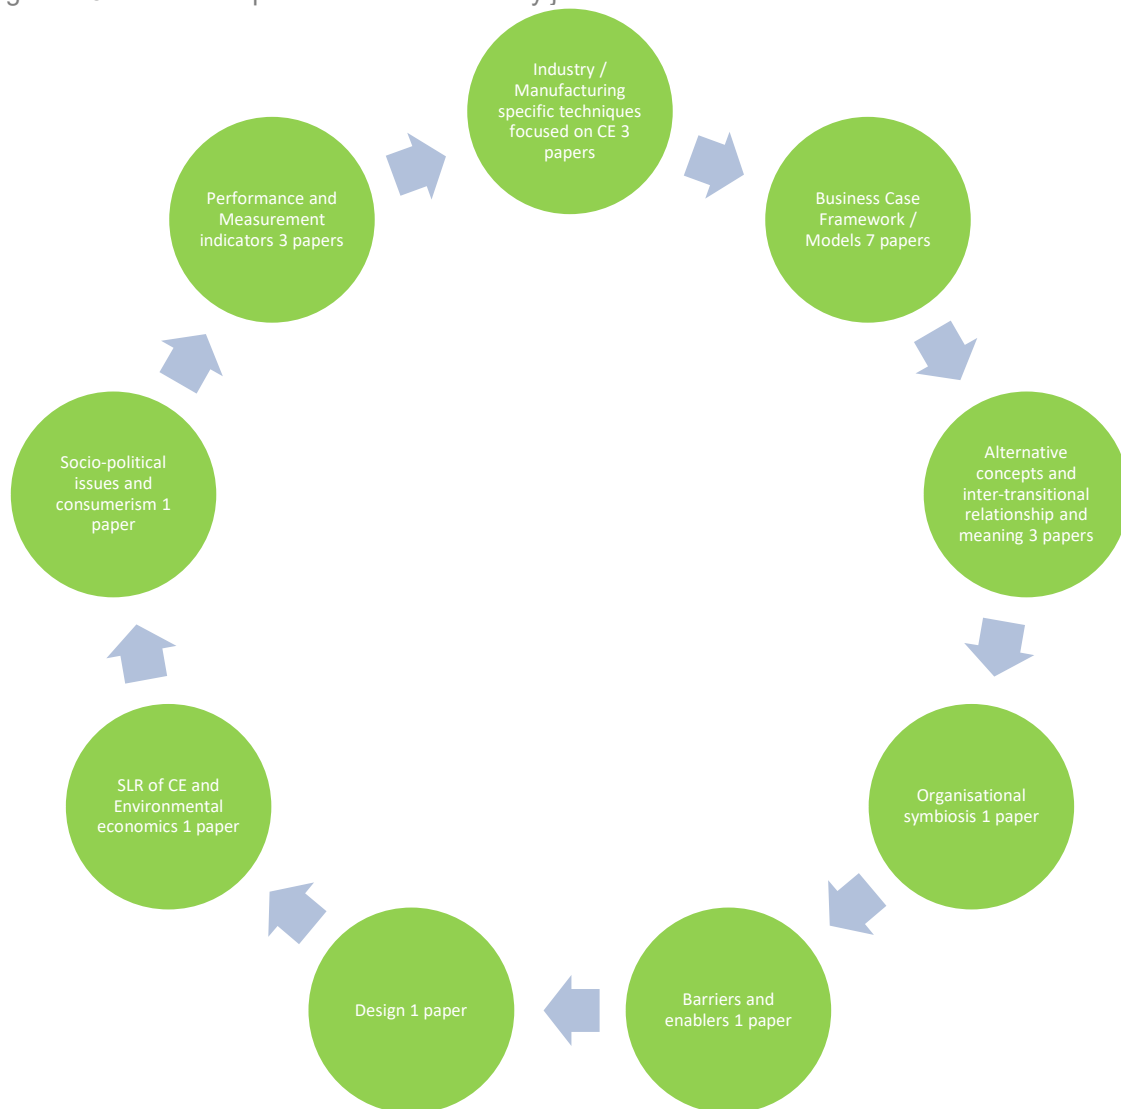 Industry /
Manufacturing
specific techniques
focused on CE 3
papers
Business Case
Framework /
Models 7 papers
Alternative
concepts and
inter-transitional
relationship and
meaning 3 papers
Organisational
symbiosis 1 paper
Barriers and
enablers 1 paper
Design 1 paper
SLR of CE and
Environmental
economics 1 paper
Socio-political
issues and
consumerism 1
paper
Performance and
Measurement
indicators 3 papers